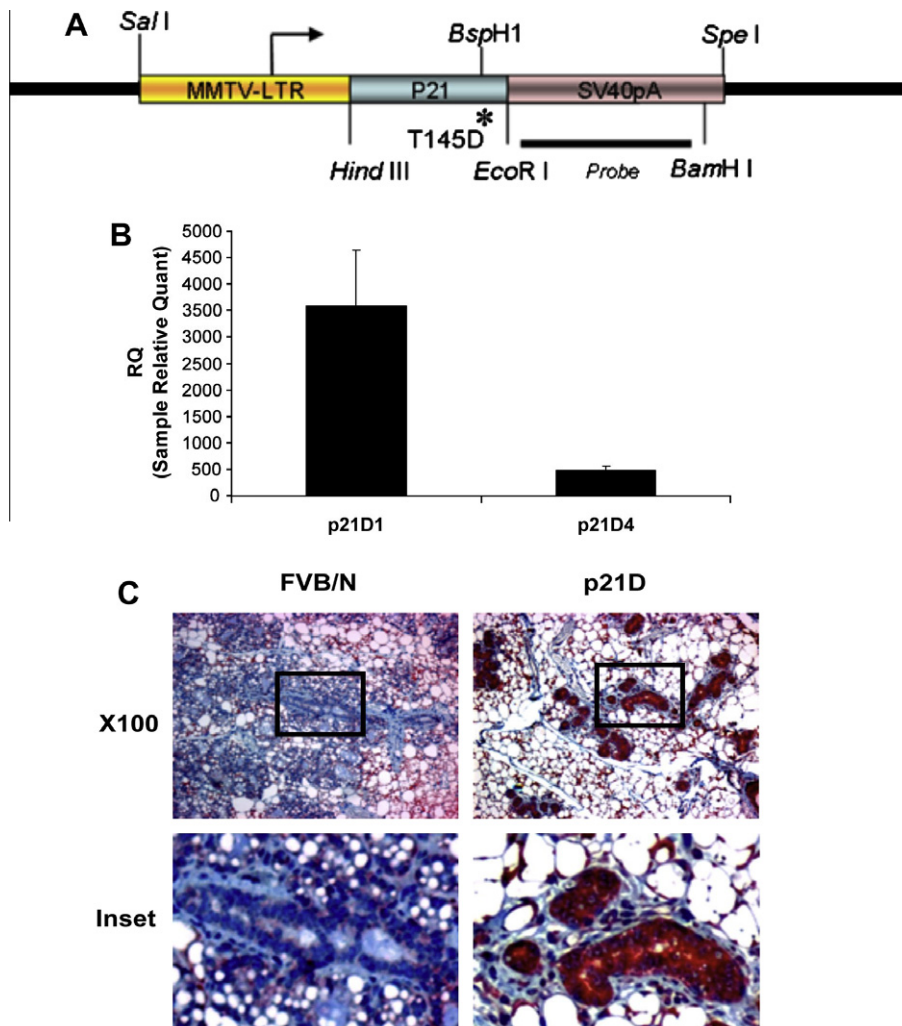 A
Sal I
BspH1
Spe I
MMTV-LTR
P21
SV40pA
*
T145D
Hind III
EcoR I
Probe
BamH I
B
RQ
(Sample Relative Quant)
5000
4500
4000
3500
3000
2500
2000
1500
1000
500
0
p21D1
p21D4
C
FVB/N
p21D
X100
Inset